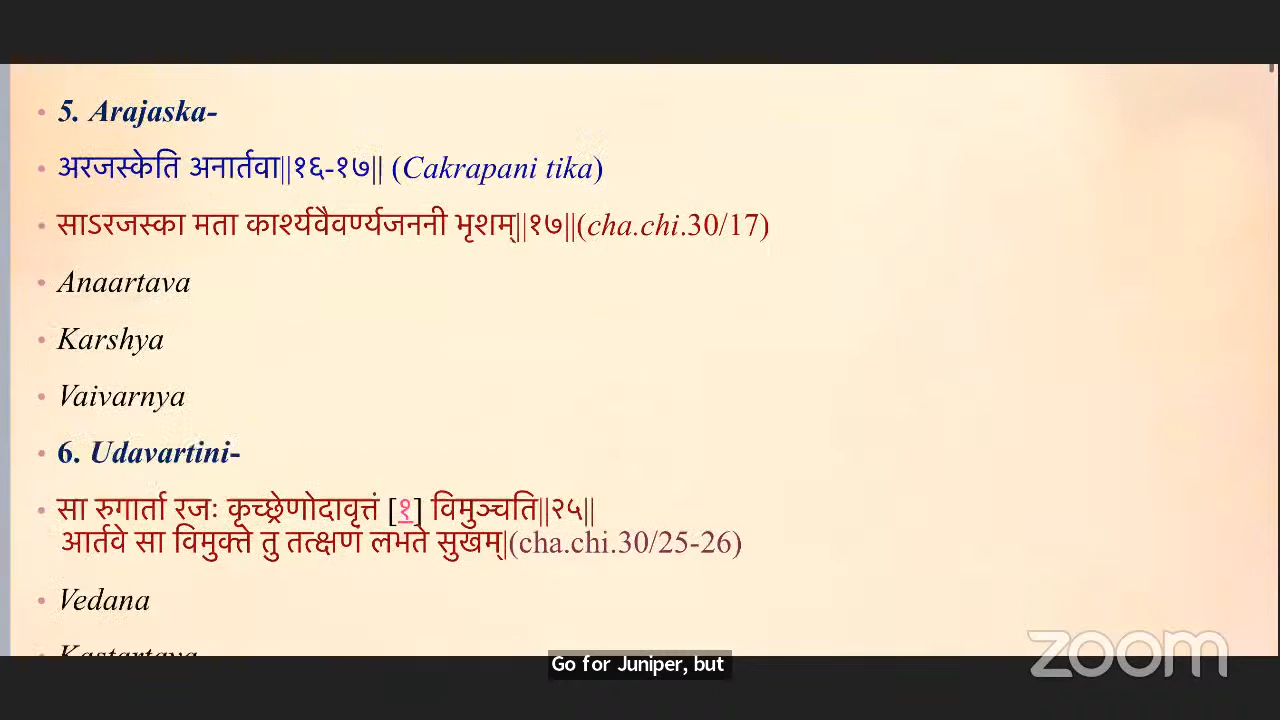 5. Arajaska-
अरजस्केति अनार्तवा||१६-१७|| (Cakrapani tika)
साऽरजस्का मता कार्श्यवैवर्ण्यजननी भृशम्||१७||(cha.chi.30/17)
Anaartava
Karshya
Vaivarnya
6. Udavartini-
सा रुगार्ता रजः कृच्छ्रेणोदावृत्तं [१] विमुञ्चति||२५||
आर्तवे सा विमुक्ते तु तत्क्षणं लभते सुखम्|(cha.chi.30/25-26)
Vedana
Kastartava
Go for Juniper, but
zoom